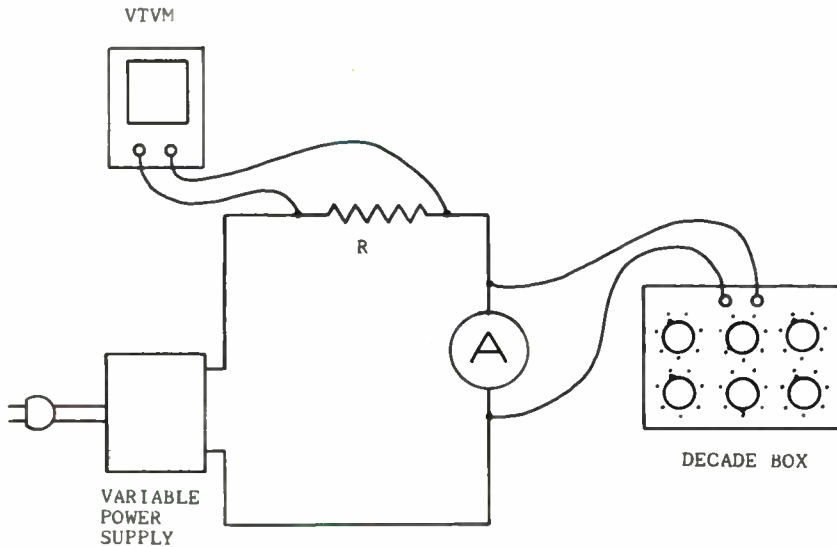 VTVM
R
A
DECADE BOX
VARIABLE
POWER
SUPPLY